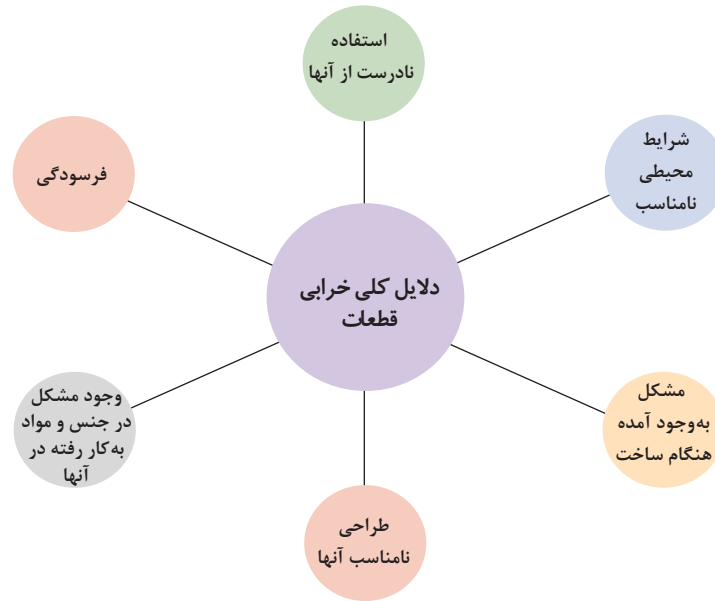 استفاده
نادرست از آنها
شرایط
محیطی
نامناسب
فرسودگی
دلایل کلی خرابی
قطعات
مشکل
به‌وجود آمده
هنگام ساخت
وجود مشکل
در جنس و مواد
به‌کار رفته در
آنها
طراحی
نامناسب آنها